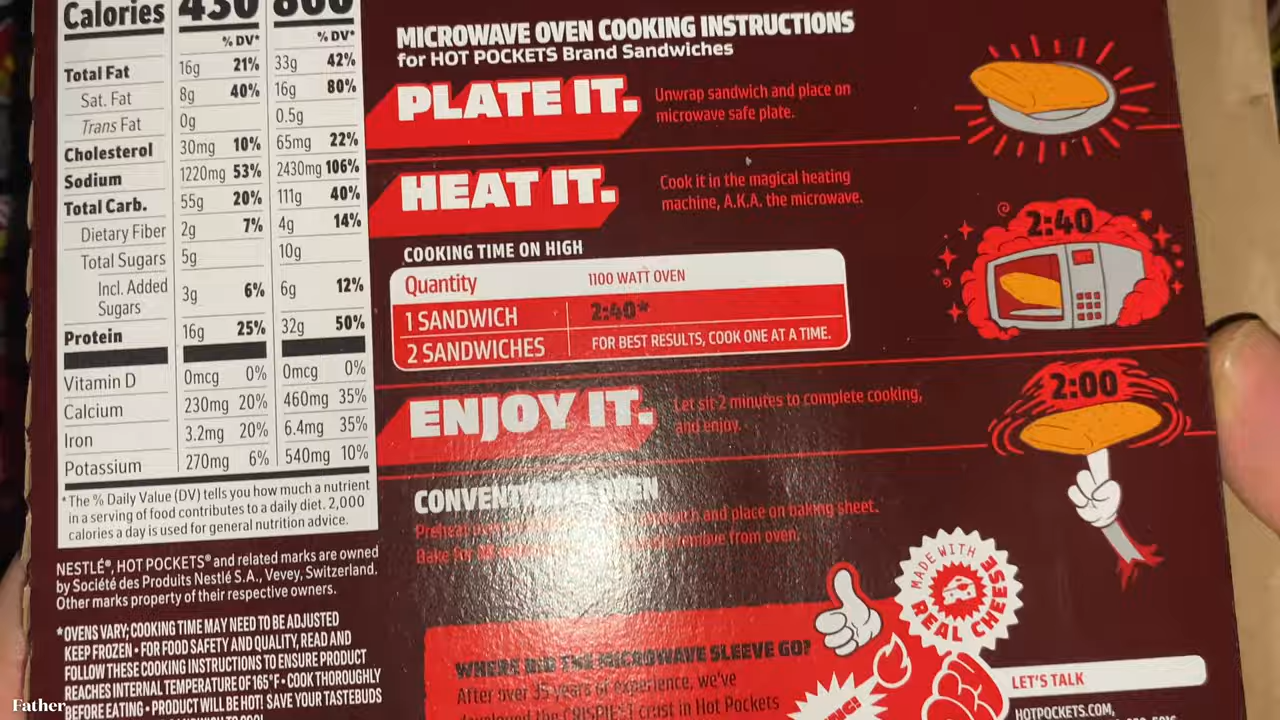 Calories 430 860
% DV* % DV*
Total Fat 16g 21% 33g 42%
Sat. Fat 8g 40% 16g 80%
Trans Fat 0g 0.5g
Cholesterol 30mg 10% 65mg 22%
Sodium 1220mg 53% 2430mg 106%
Total Carb. 55g 20% 111g 40%
Dietary Fiber 2g 7% 4g 14%
Total Sugars 5g 10g
Incl. Added
Sugars 3g 6% 6g 12%
Protein 16g 25% 32g 50%
Vitamin D 0mcg 0% 0mcg 0%
Calcium 230mg 20% 460mg 35%
Iron 3.2mg 20% 6.4mg 35%
Potassium 270mg 6% 540mg 10%
*The % Daily Value (DV) tells you how much a nutrient
in a serving of food contributes to a daily diet. 2,000
calories a day is used for general nutrition advice.
NESTLÉ®, HOT POCKETS® and related marks are owned
by Société des Produits Nestlé S.A., Vevey, Switzerland.
Other marks property of their respective owners.
*OVENS VARY; COOKING TIME MAY NEED TO BE ADJUSTED
KEEP FROZEN • FOR FOOD SAFETY AND QUALITY, READ AND
FOLLOW THESE COOKING INSTRUCTIONS TO ENSURE PRODUCT
REACHES INTERNAL TEMPERATURE OF 165°F • COOK THOROUGHLY
BEFORE EATING • PRODUCT WILL BE HOT! SAVE YOUR TASTEBUDS
MICROWAVE OVEN COOKING INSTRUCTIONS
for HOT POCKETS Brand Sandwiches
PLATE IT.
Unwrap sandwich and place on
microwave safe plate.
HEAT IT.
Cook it in the magical heating
machine, A.K.A. the microwave.
2:40
COOKING TIME ON HIGH
Quantity 1100 WATT OVEN
1 SANDWICH 2:40*
2 SANDWICHES FOR BEST RESULTS, COOK ONE AT A TIME.
ENJOY IT.
Let sit 2 minutes to complete cooking,
and enjoy.
2:00
CONVENTIONAL OVEN
Preheat and place on baking sheet.
Bake for remove from oven.
MADE WITH
REAL CHEESE
WHERE DID THE MICROWAVE SLEEVE GO?
After over 35 years of experience, we've
developed the CRISPIEST crust in Hot Pockets
LET'S TALK
HOTPOCKETS.COM,
Father